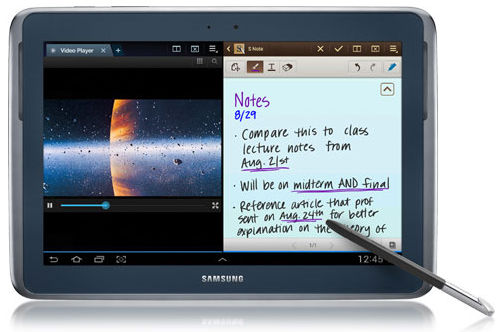 Video Player
S Note
Notes
8/29
· Compare this to class
lecture notes from
Aug. 21st
· Will be on midterm AND final
· Reference article that prof
sent on Aug. 24th for better
explanation on the theory of
1/1
12:45
SAMSUNG